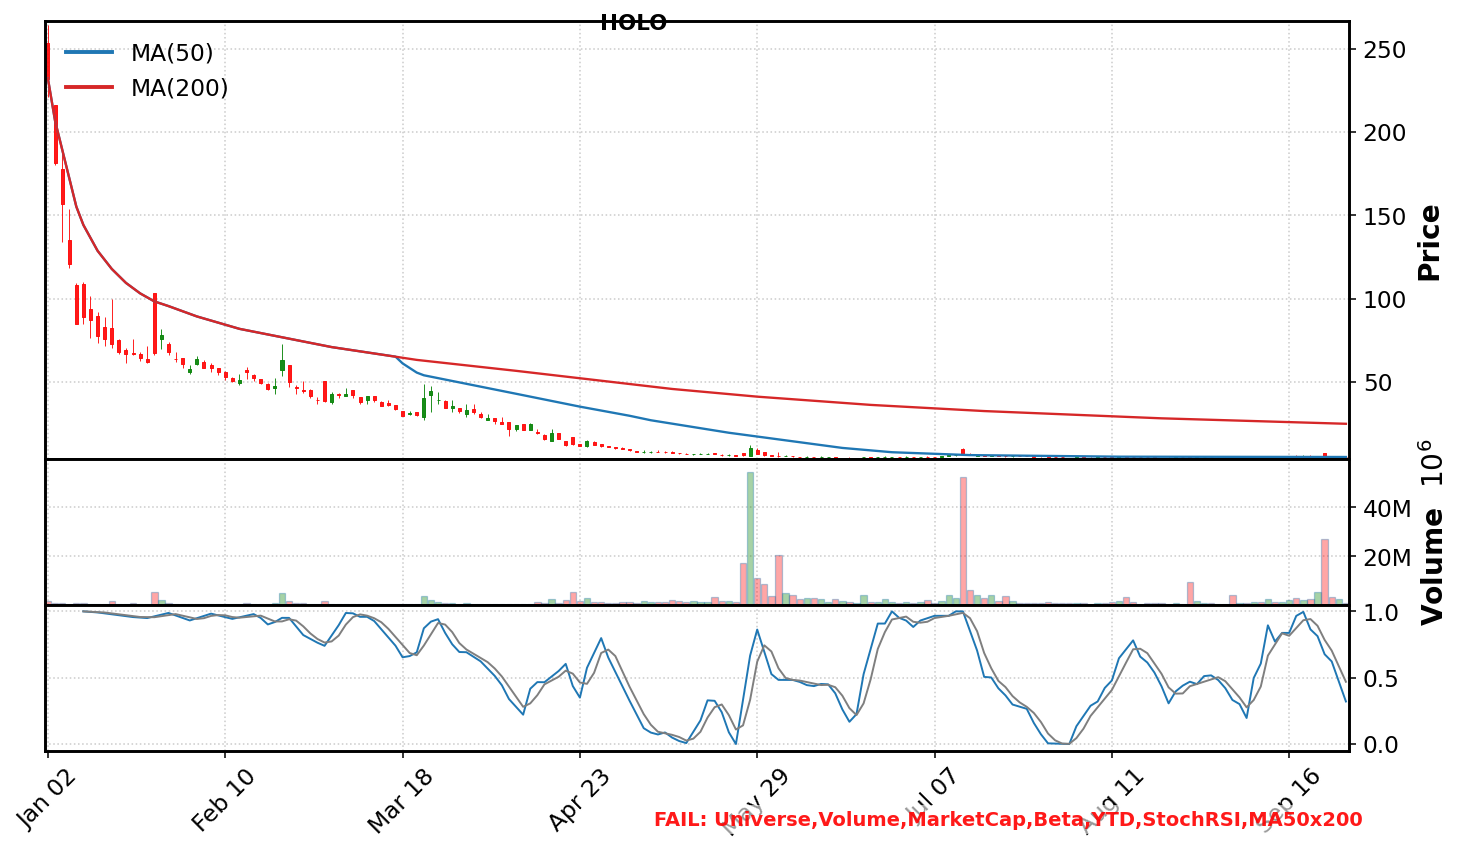 HOLO
MA(50)
MA(200)
250
200
150
100
50
Price
10^6
40M
20M
Volume
1.0
0.5
0.0
Jan 02
Feb 10
Mar 18
Apr 23
May 29
Jul 07
Aug 11
Sep 16
FAIL: Universe,Volume,MarketCap,Beta,YTD,StochRSI,MA50x200